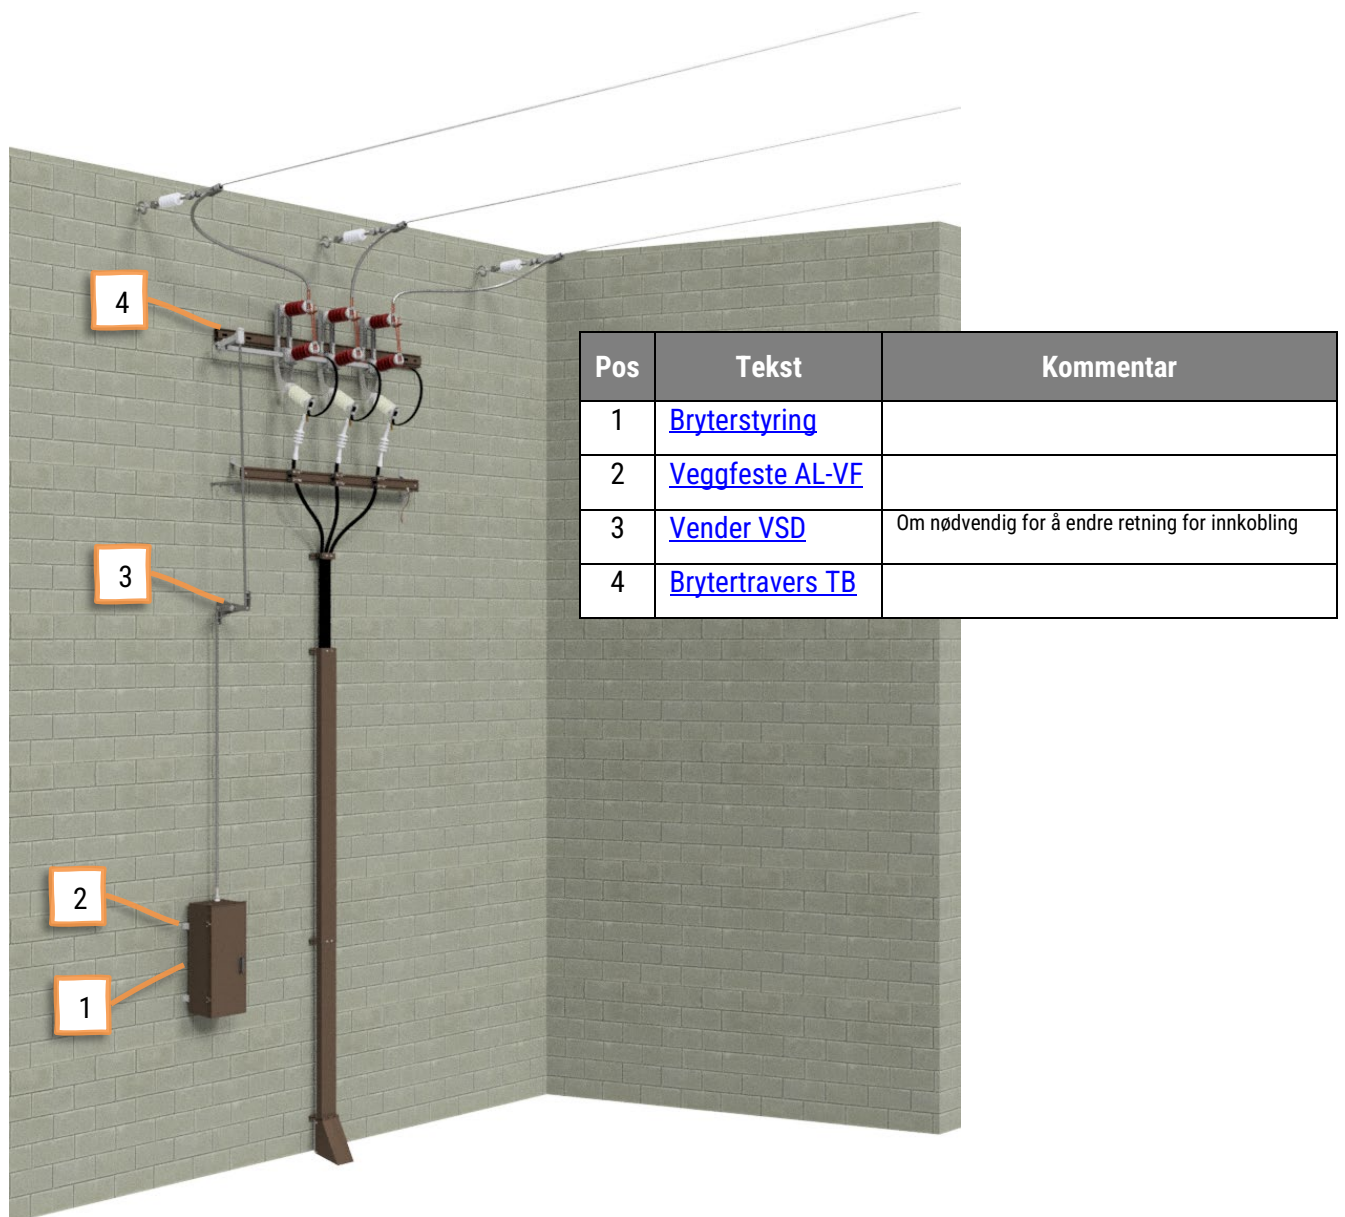 4
3
2
1
Pos Tekst Kommentar
1 Bryterstyring
2 Veggfeste AL-VF
3 Vender VSD Om nødvendig for å endre retning for innkobling
4 Brytertravers TB